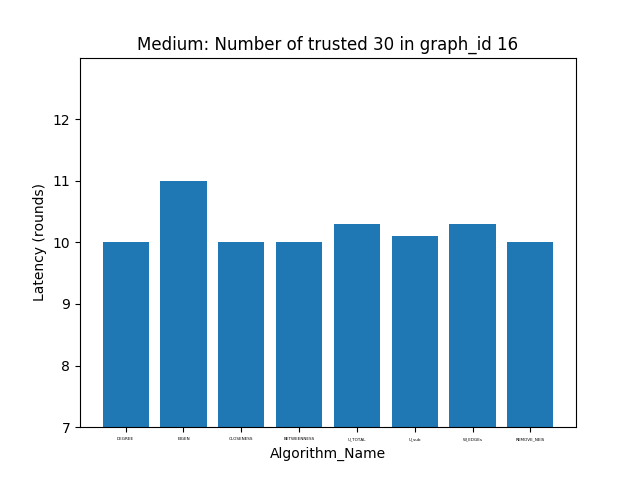 Medium: Number of trusted 30 in graph_id 16
Latency (rounds)
12
11
10
9
8
7
DEGREE EIGEN CLOSENESS BETWEENNESS U_TOTAL U_sub W_EDGEs REMOVE_NEIS
Algorithm_Name